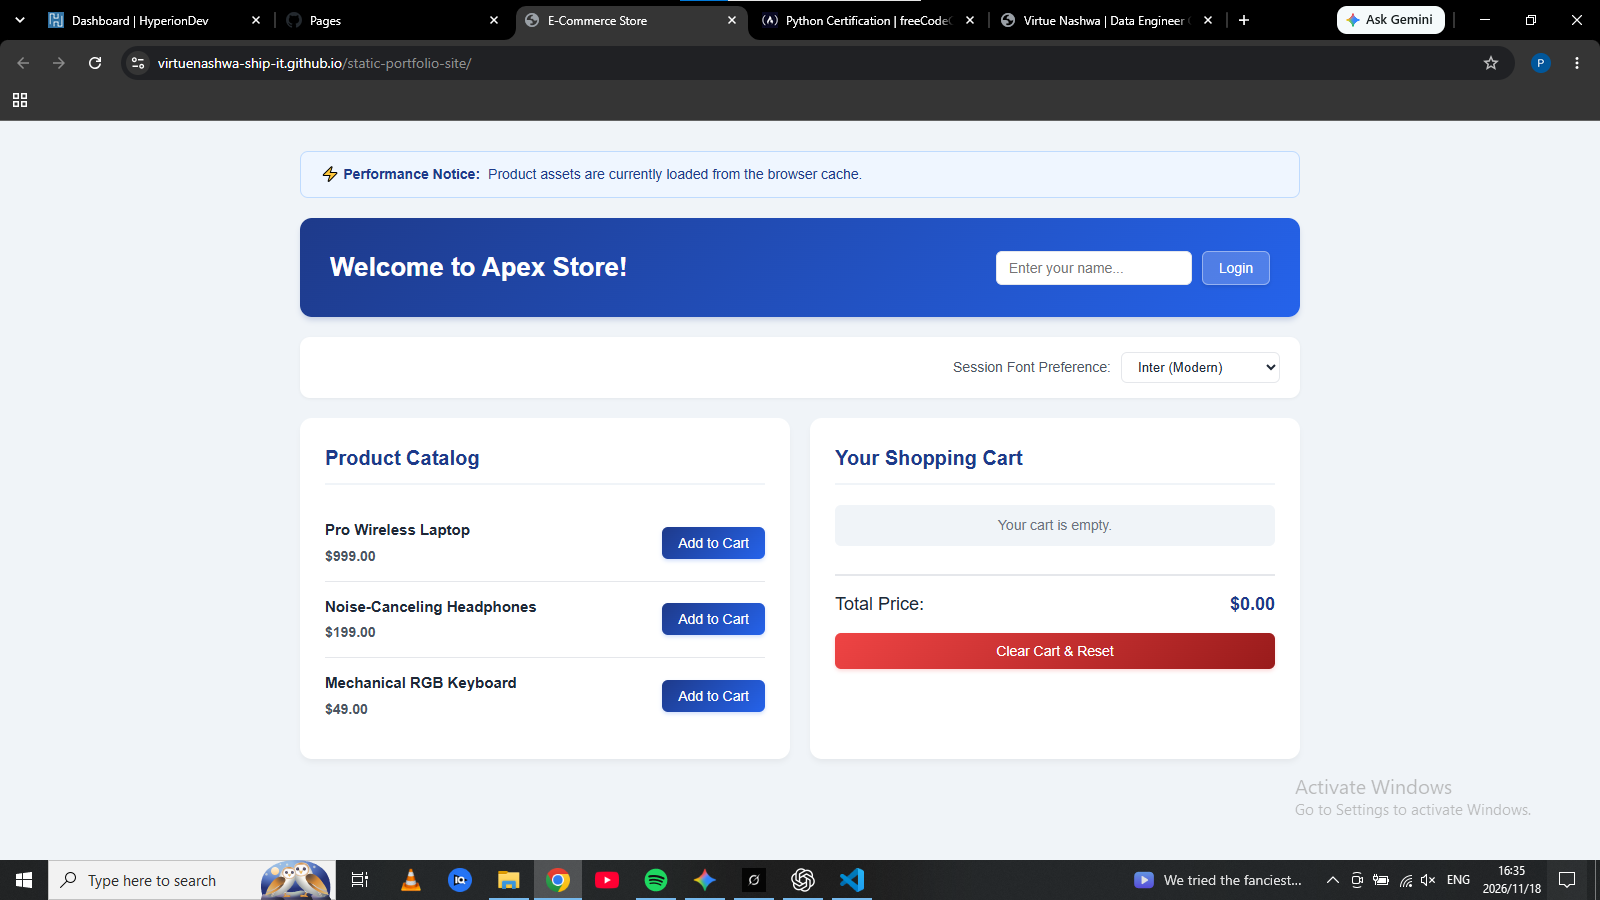 Dashboard | HyperionDev
Pages
E-Commerce Store
Python Certification | freeCodeC
Virtue Nashwa | Data Engineer
Ask Gemini
virtuenashwa-ship-it.github.io/static-portfolio-site/
P
⚡ Performance Notice: Product assets are currently loaded from the browser cache.
Welcome to Apex Store!
Enter your name...
Login
Session Font Preference:
Inter (Modern)
Product Catalog
Pro Wireless Laptop
$999.00
Add to Cart
Noise-Canceling Headphones
$199.00
Add to Cart
Mechanical RGB Keyboard
$49.00
Add to Cart
Your Shopping Cart
Your cart is empty.
Total Price:
$0.00
Clear Cart & Reset
Activate Windows
Go to Settings to activate Windows.
Type here to search
We tried the fanciest...
ENG
16:35
2026/11/18